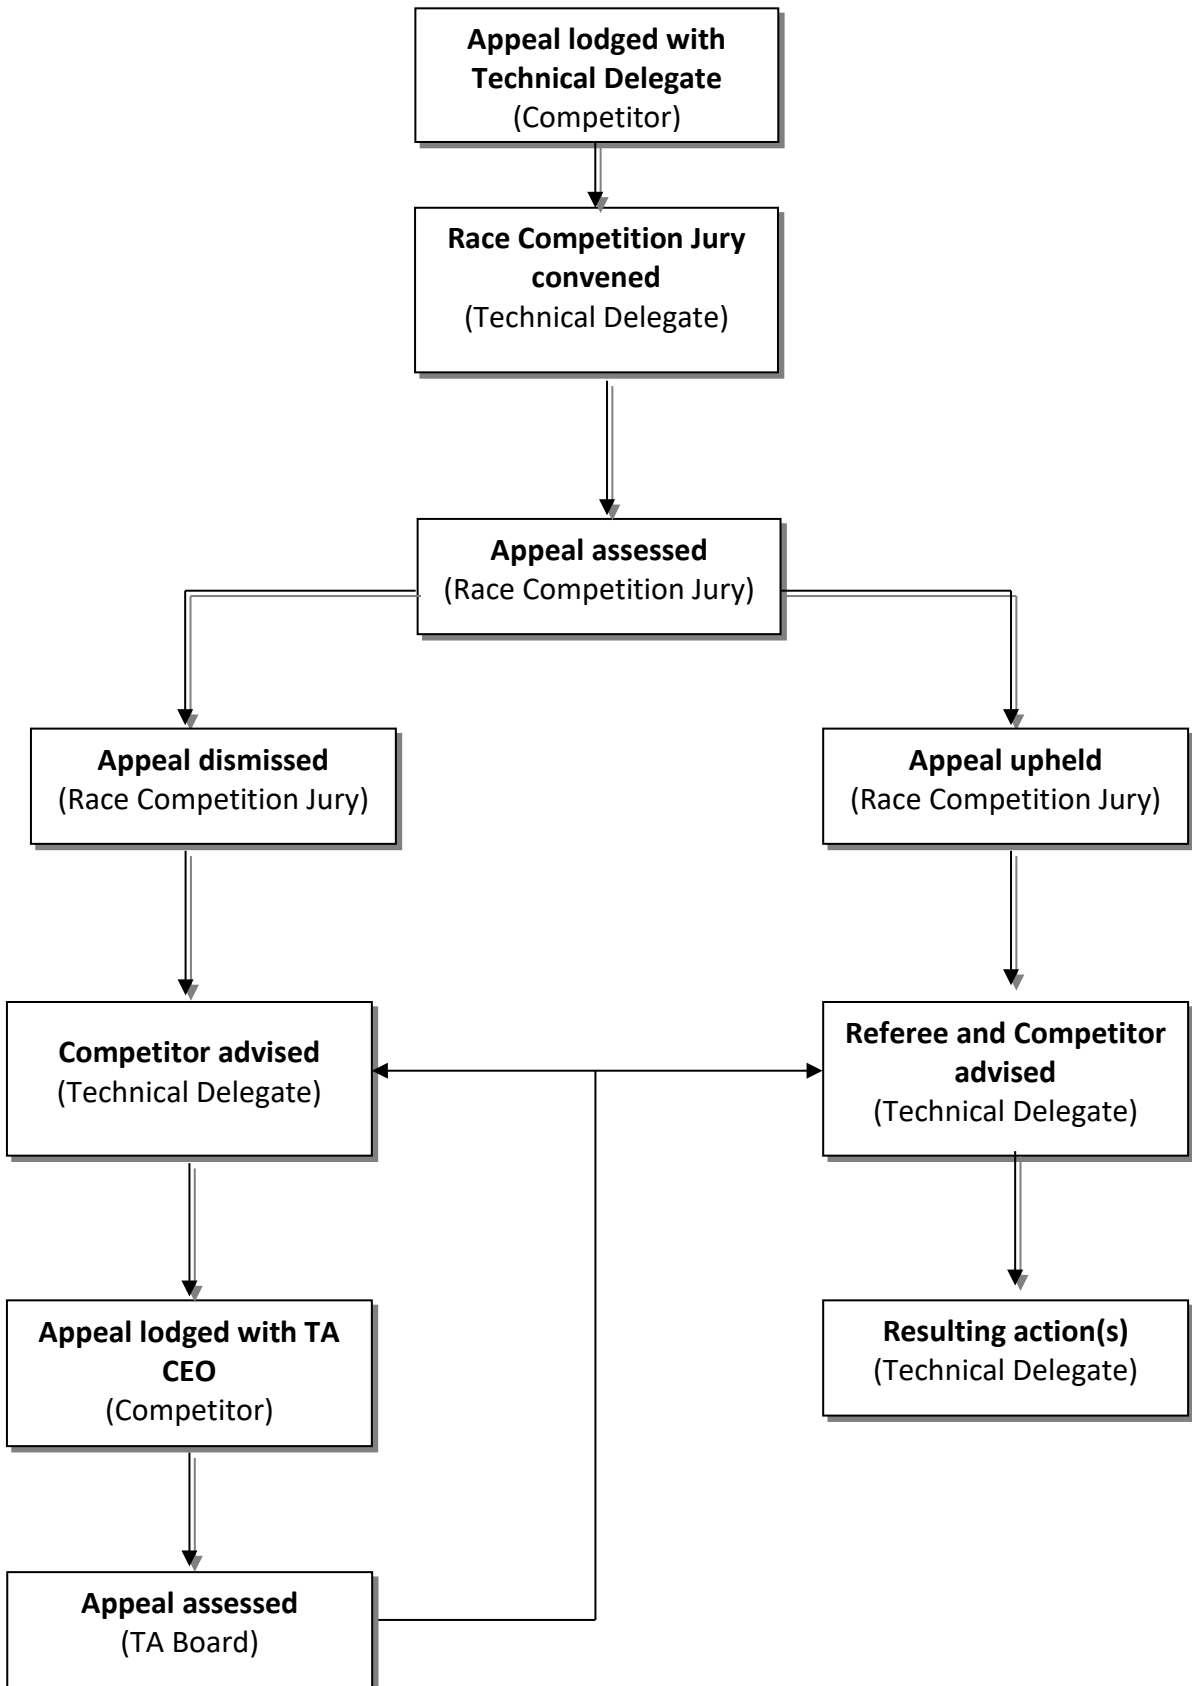 Appeal lodged with
Technical Delegate
(Competitor)
Race Competition Jury
convened
(Technical Delegate)
Appeal assessed
(Race Competition Jury)
Appeal dismissed
(Race Competition Jury)
Appeal upheld
(Race Competition Jury)
Competitor advised
(Technical Delegate)
Referee and Competitor
advised
(Technical Delegate)
Appeal lodged with TA
CEO
(Competitor)
Resulting action(s)
(Technical Delegate)
Appeal assessed
(TA Board)